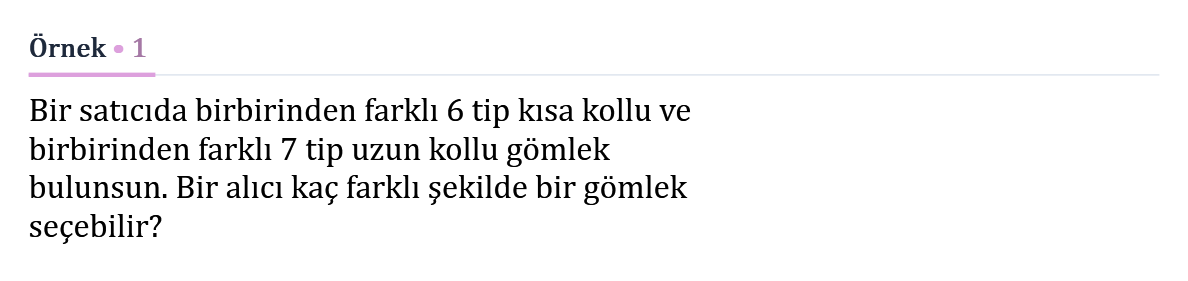 Örnek • 1
Bir satıcıda birbirinden farklı 6 tip kısa kollu ve
birbirinden farklı 7 tip uzun kollu gömlek
bulunsun. Bir alıcı kaç farklı şekilde bir gömlek
seçebilir?